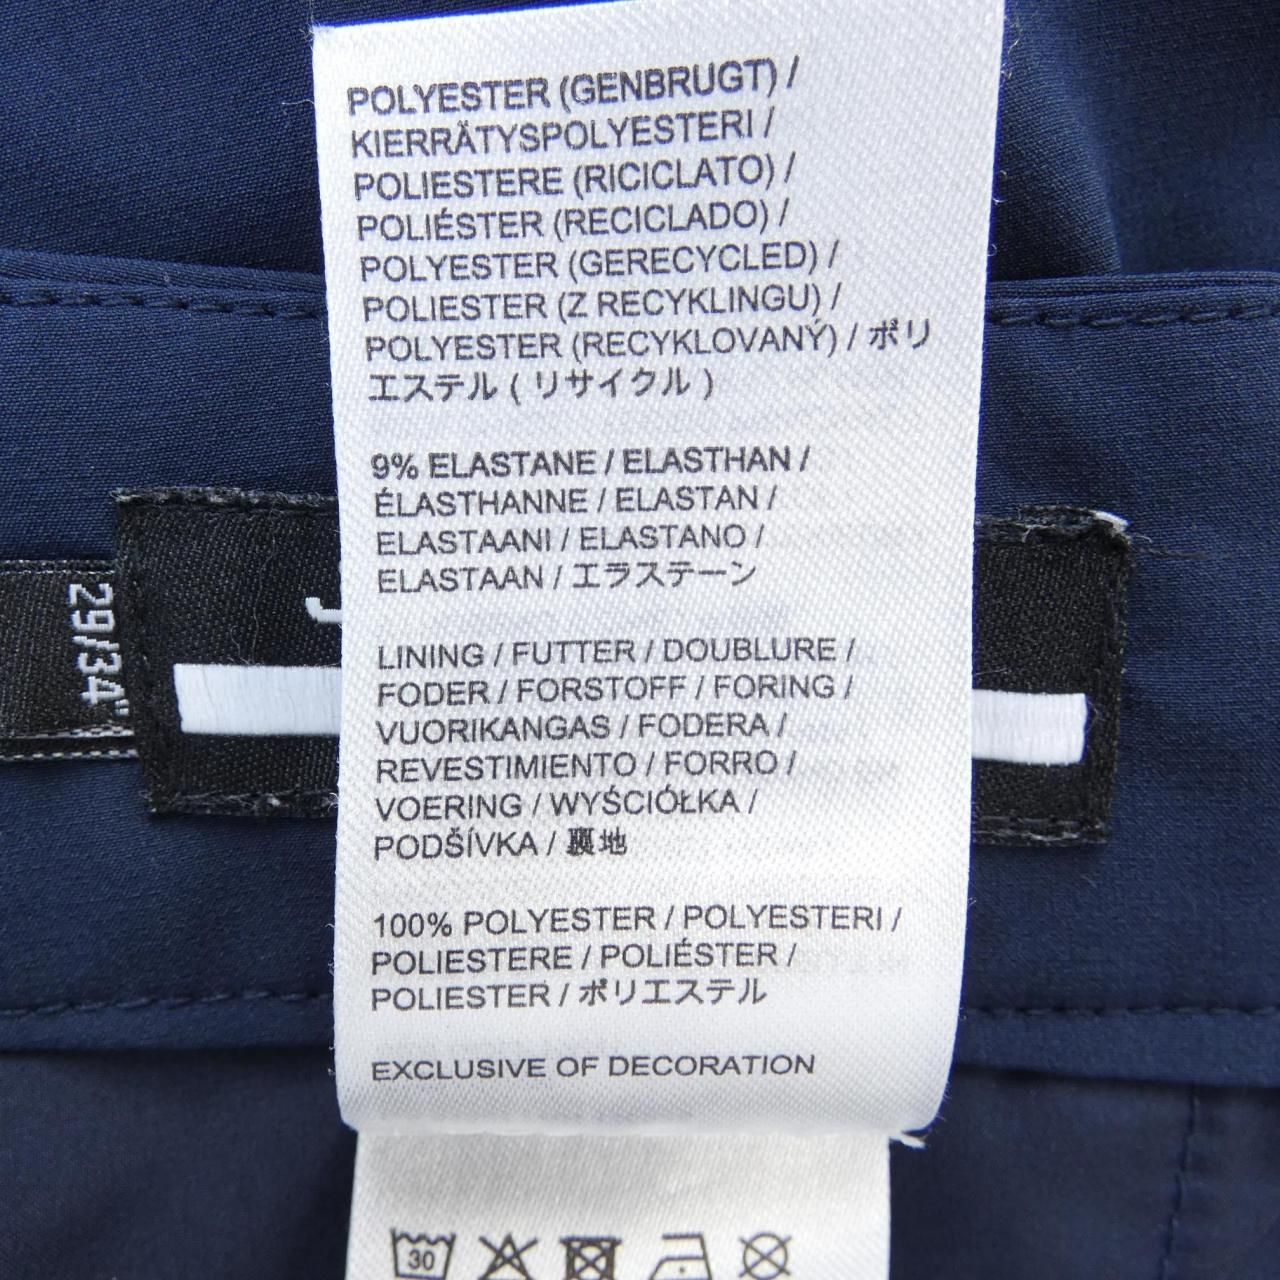 POLYESTER (GENBRUGT) /
KIERRÄTYSPOLYESTERI /
POLIESTERE (RICICLATO) /
POLIÉSTER (RECICLADO) /
POLYESTER (GERECYCLED) /
POLIESTER (Z RECYKLINGU) /
POLYESTER (RECYKLOVANÝ) / ポリ
エステル ( リサイクル )
9% ELASTANE / ELASTHAN /
ÉLASTHANNE / ELASTAN /
ELASTAANI / ELASTANO /
ELASTAAN / エラステーン
LINING / FUTTER / DOUBLURE /
FODER / FORSTOFF / FORING /
VUORIKANGAS / FODERA /
REVESTIMIENTO / FORRO /
VOERING / WYŚCIÓŁKA /
PODŠÍVKA / 裏地
100% POLYESTER / POLYESTERI /
POLIESTERE / POLIÉSTER /
POLIESTER / ポリエステル
EXCLUSIVE OF DECORATION
29/34"
30